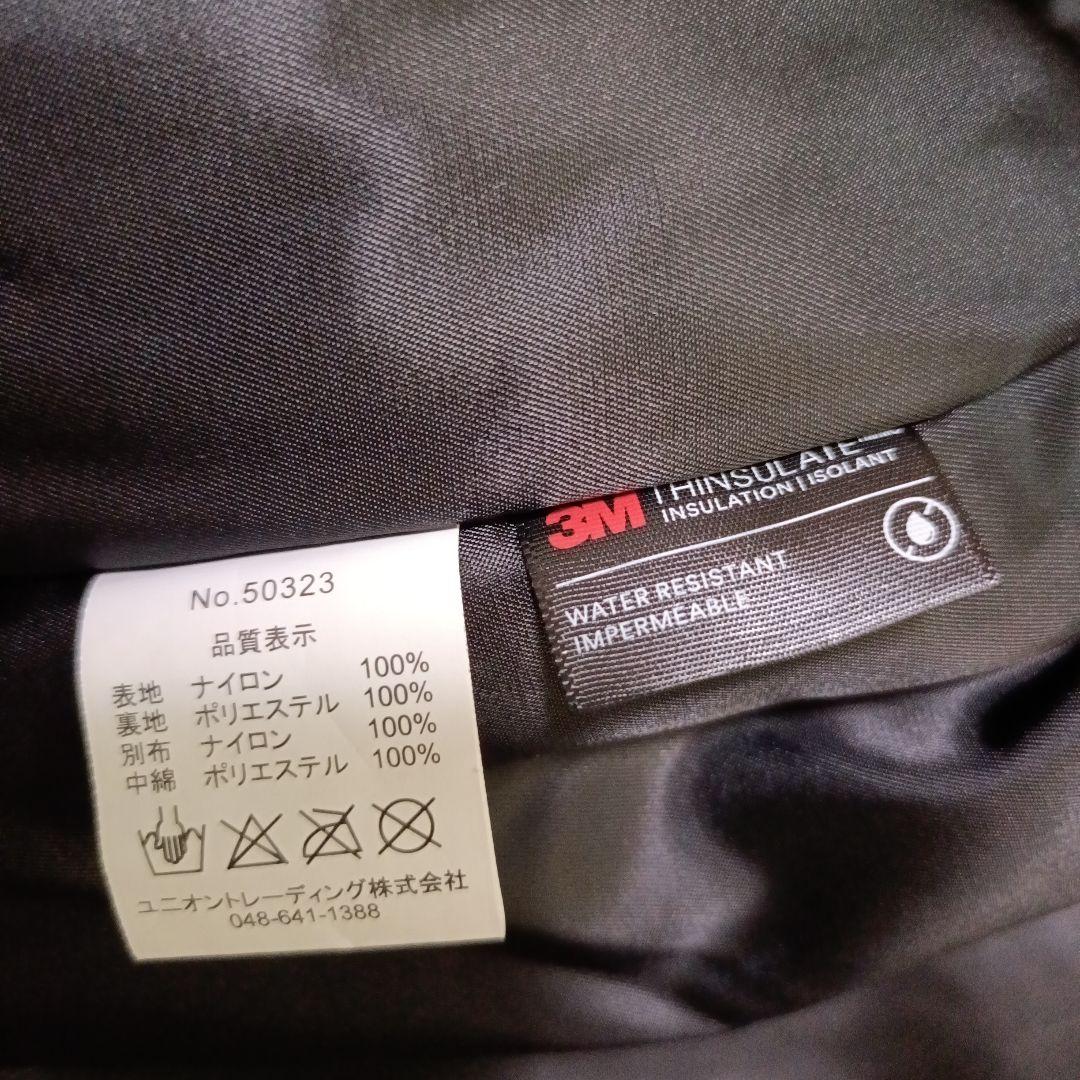 No.50323
品質表示
表地 ナイロン 100%
裏地 ポリエステル 100%
別布 ナイロン 100%
中綿 ポリエステル 100%
ユニオントレーディング株式会社
048-641-1388
3M THINSULATE
INSULATION | ISOLANT
WATER RESISTANT
IMPERMEABLE